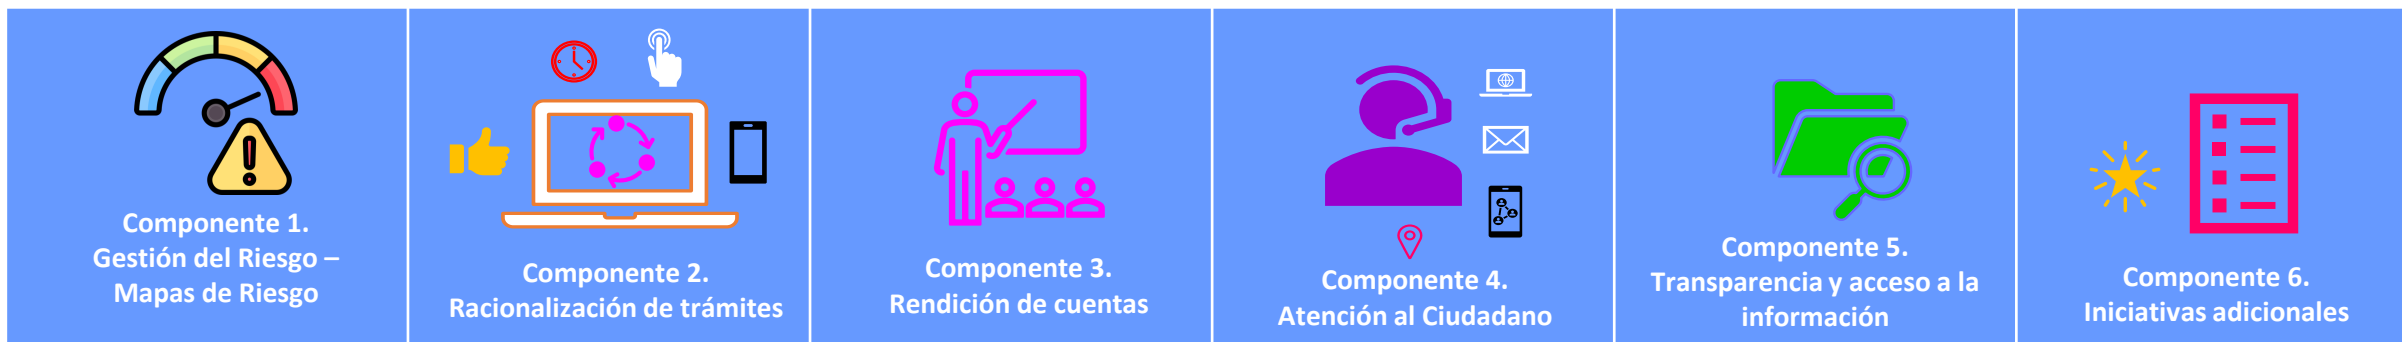 Componente 1.
Gestión del Riesgo –
Mapas de Riesgo
Componente 2.
Racionalización de trámites
Componente 3.
Rendición de cuentas
Componente 4.
Atención al Ciudadano
Componente 5.
Transparencia y acceso a la
información
Componente 6.
Iniciativas adicionales